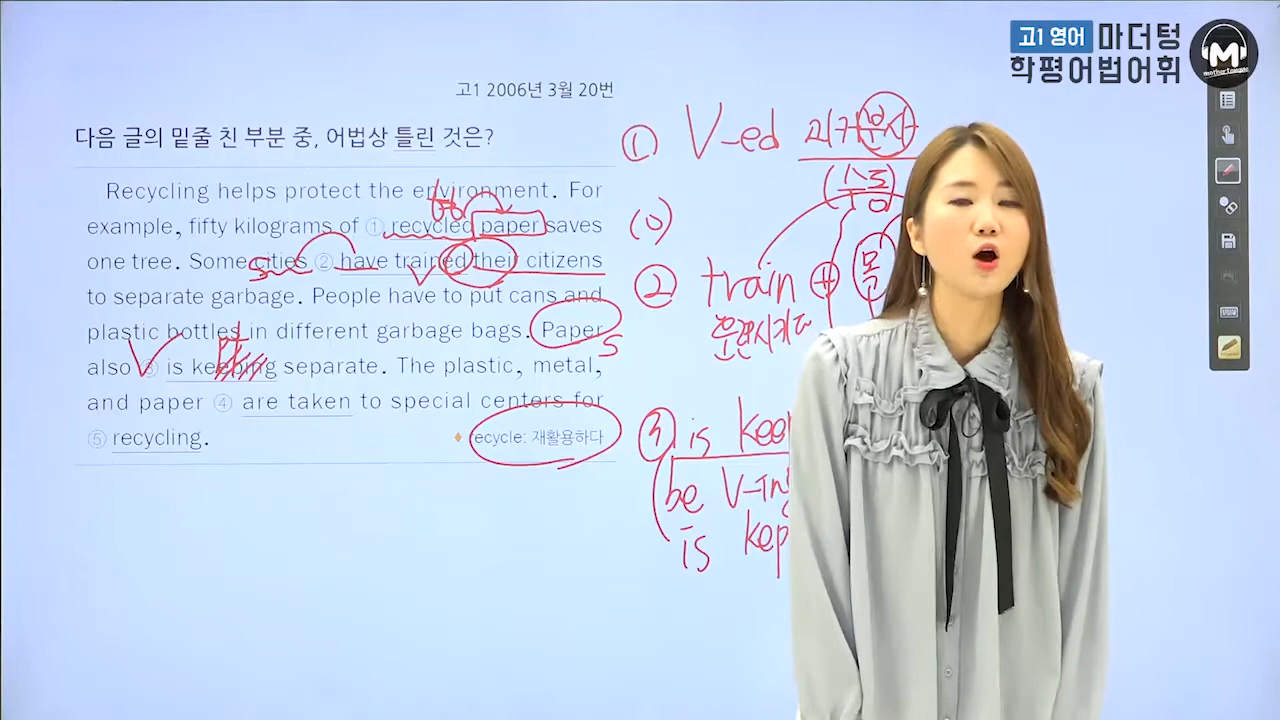 고1 영어 마더텅
학평어법어휘
M
mother tongue
고1 2006년 3월 20번
다음 글의 밑줄 친 부분 중, 어법상 틀린 것은?
Recycling helps protect the environment. For
example, fifty kilograms of ① recycled paper saves
one tree. Some cities ② have trained their citizens
to separate garbage. People have to put cans and
plastic bottles in different garbage bags. Paper
also ③ is keeping separate. The plastic, metal,
and paper ④ are taken to special centers for
⑤ recycling.
recycle: 재활용하다
S
S
① V-ed 과거분사
(수동)
(0)
② train + 목
훈련시키다
③ is keep
be V-ing
is kep